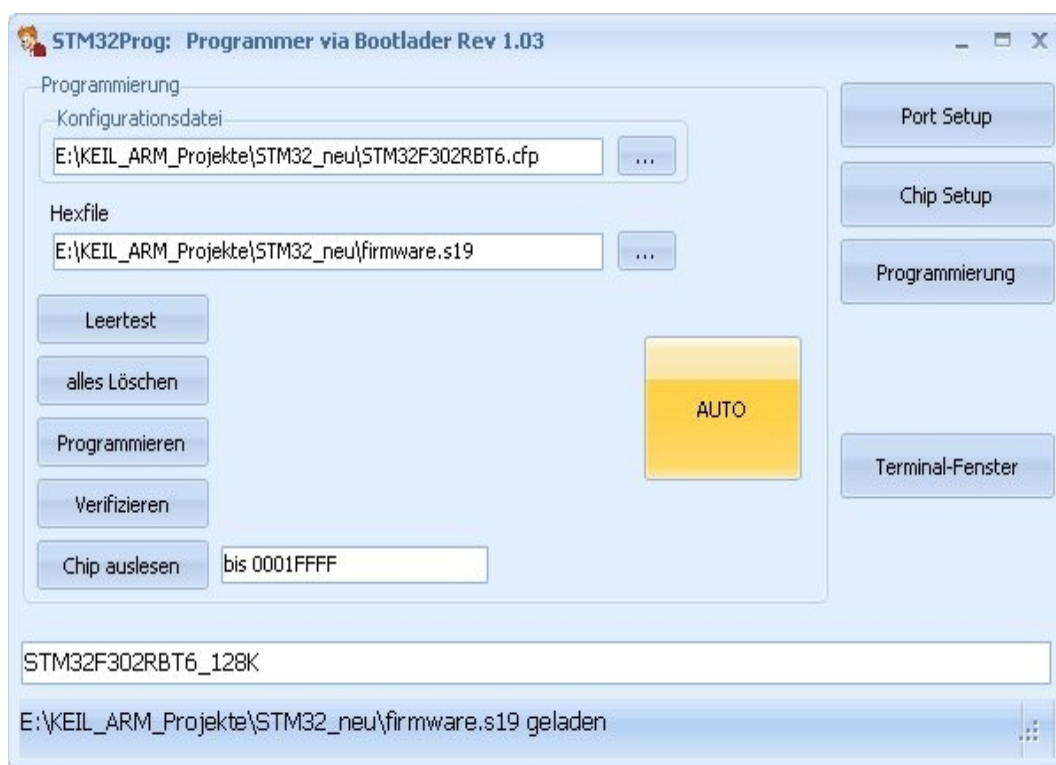 STM32Prog: Programmer via Bootlader Rev 1.03
Programmierung
Konfigurationsdatei
E:\KEIL_ARM_Projekte\STM32_neu\STM32F302RBT6.cfp
...
Hexfile
E:\KEIL_ARM_Projekte\STM32_neu\firmware.s19
...
Leertest
alles Löschen
Programmieren
Verifizieren
Chip auslesen
bis 0001FFFF
AUTO
Port Setup
Chip Setup
Programmierung
Terminal-Fenster
STM32F302RBT6_128K
E:\KEIL_ARM_Projekte\STM32_neu\firmware.s19 geladen